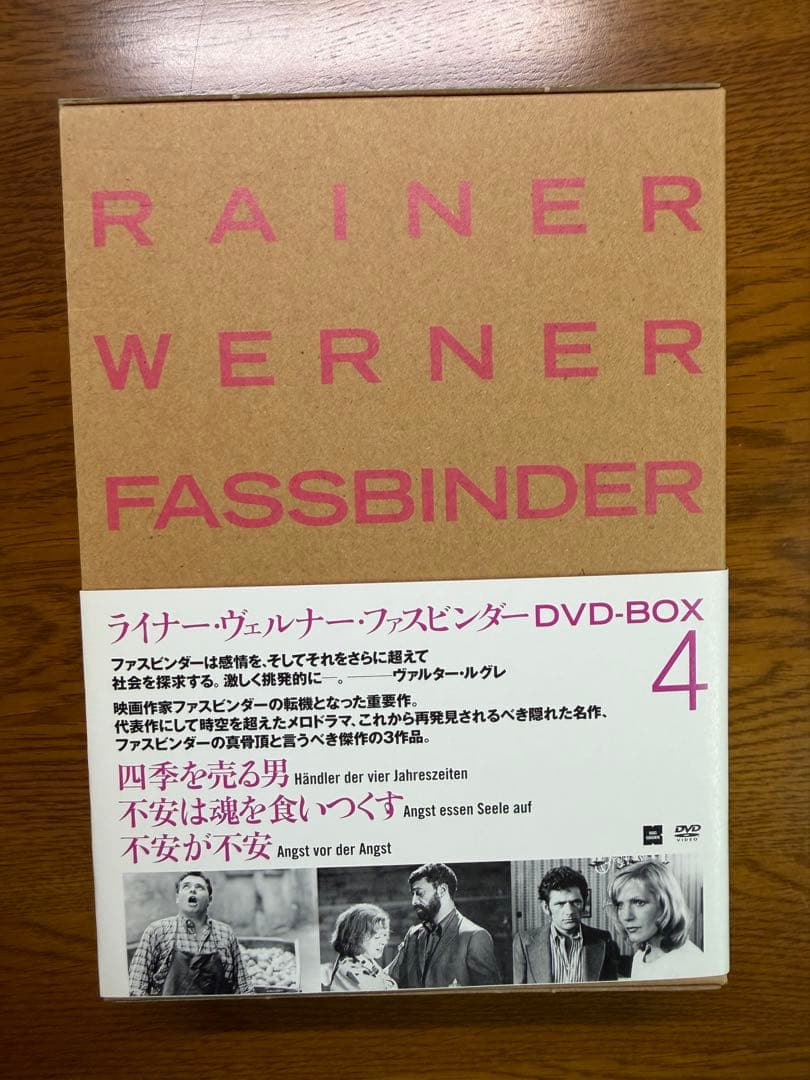 RAINER
WERNER
FASSBINDER
ライナー・ヴェルナー・ファスビンダー DVD-BOX
4
ファスビンダーは感情を、そしてそれをさらに超えて
社会を探求する。激しく挑発的に―。―――ヴァルター・ルグレ
映画作家ファスビンダーの転機となった重要作。
代表作にして時空を超えたメロドラマ、これから再発見されるべき隠れた名作、
ファスビンダーの真骨頂と言うべき傑作の3作品。
四季を売る男 Händler der vier Jahreszeiten
不安は魂を食いつくす Angst essen Seele auf
不安が不安 Angst vor der Angst
DVD
VIDEO